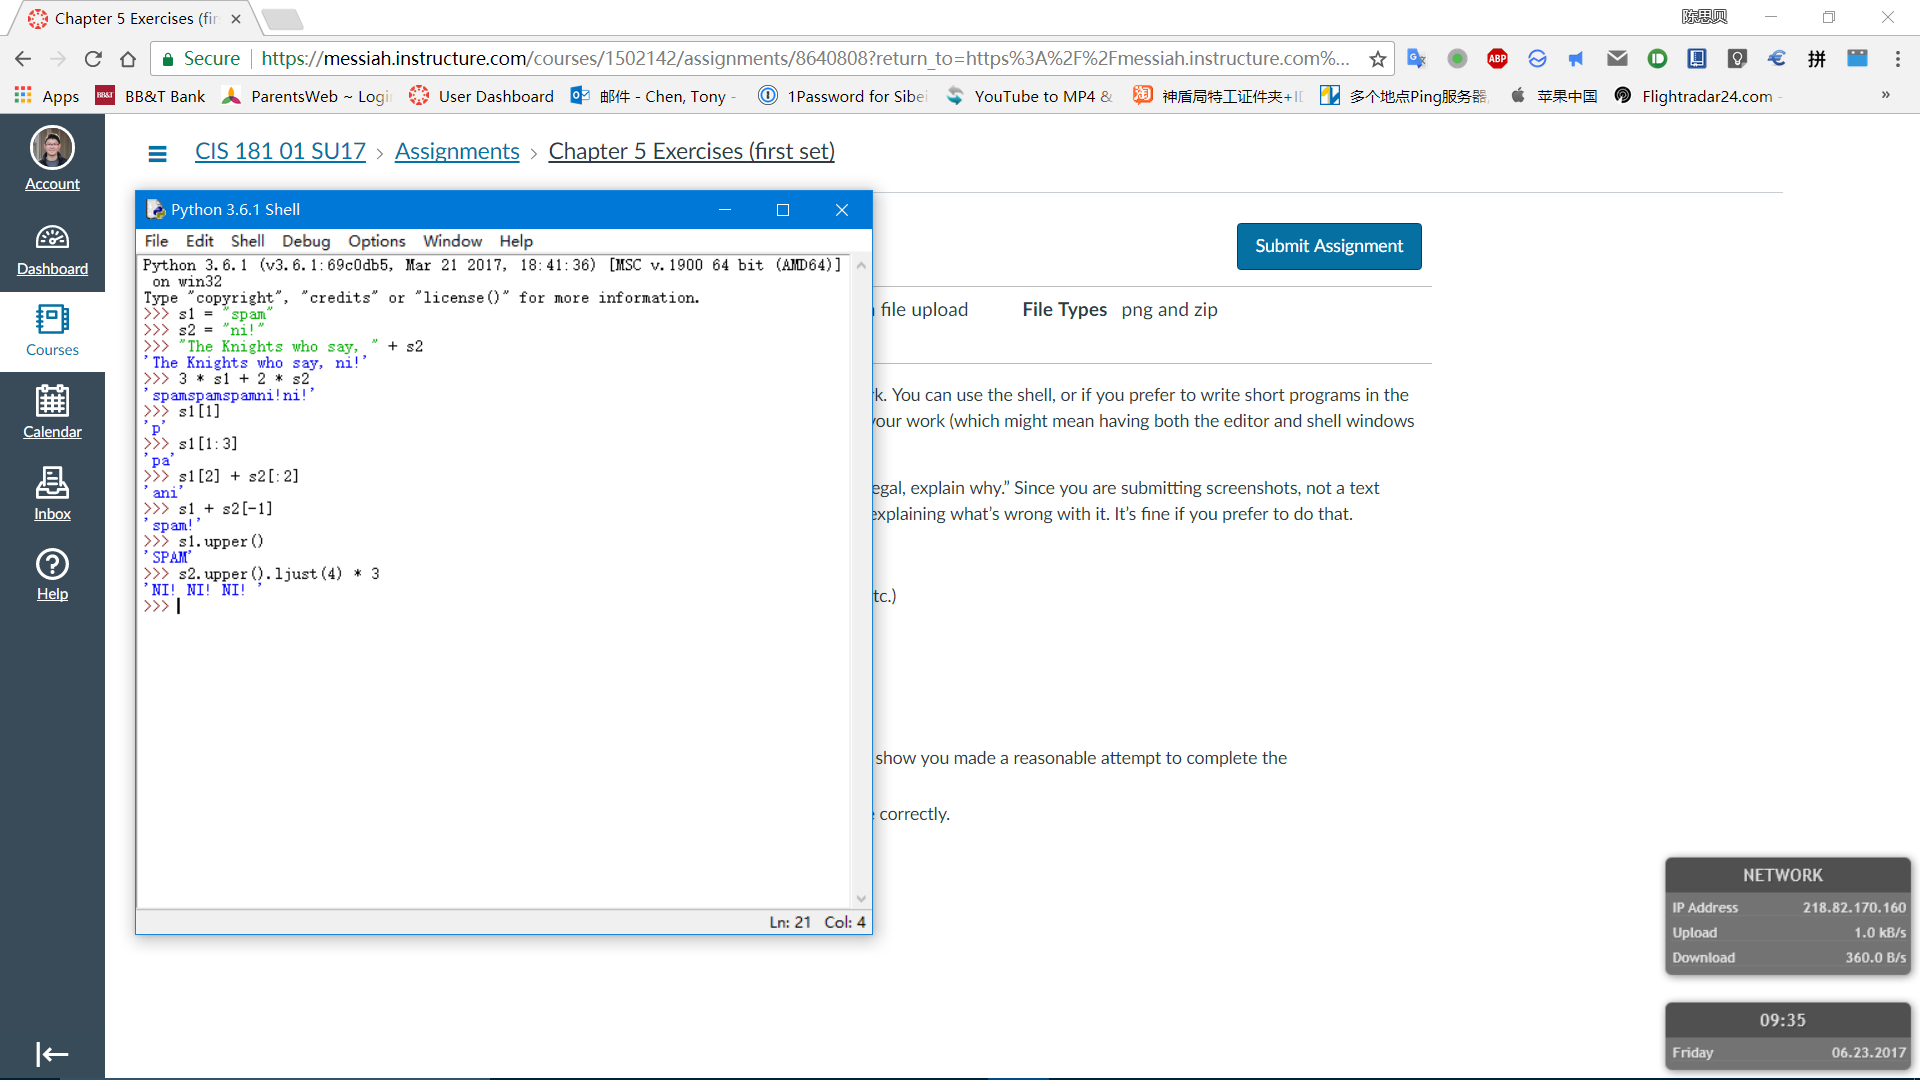 Chapter 5 Exercises (fir
陈思贝
Secure
https://messiah.instructure.com/courses/1502142/assignments/8640808?return_to=https%3A%2F%2Fmessiah.instructure.com%...
ABP
拼
Apps
BB&T
BB&T Bank
ParentsWeb ~ Logi
User Dashboard
邮件 - Chen, Tony -
1Password for Sibei
YouTube to MP4 &
淘
神盾局特工证件夹+I
多个地点Ping服务器
苹果中国
Flightradar24.com -
»
Account
Dashboard
Courses
Calendar
Inbox
Help
CIS 181 01 SU17 › Assignments › Chapter 5 Exercises (first set)
Submit Assignment
file upload
File Types png and zip
k. You can use the shell, or if you prefer to write short programs in the
your work (which might mean having both the editor and shell windows
egal, explain why.” Since you are submitting screenshots, not a text
explaining what’s wrong with it. It’s fine if you prefer to do that.
tc.)
show you made a reasonable attempt to complete the
correctly.
Python 3.6.1 Shell
File Edit Shell Debug Options Window Help
Python 3.6.1 (v3.6.1:69c0db5, Mar 21 2017, 18:41:36) [MSC v.1900 64 bit (AMD64)]
on win32
Type "copyright", "credits" or "license()" for more information.
>>> s1 = "spam"
>>> s2 = "ni!"
>>> "The Knights who say, " + s2
'The Knights who say, ni!'
>>> 3 * s1 + 2 * s2
'spamspamspamni!ni!'
>>> s1[1]
'p'
>>> s1[1:3]
'pa'
>>> s1[2] + s2[:2]
'ani'
>>> s1 + s2[-1]
'spam!'
>>> s1.upper()
'SPAM'
>>> s2.upper().ljust(4) * 3
'NI! NI! NI! '
>>>
Ln: 21 Col: 4
NETWORK
IP Address 218.82.170.160
Upload 1.0 kB/s
Download 360.0 B/s
09:35
Friday 06.23.2017